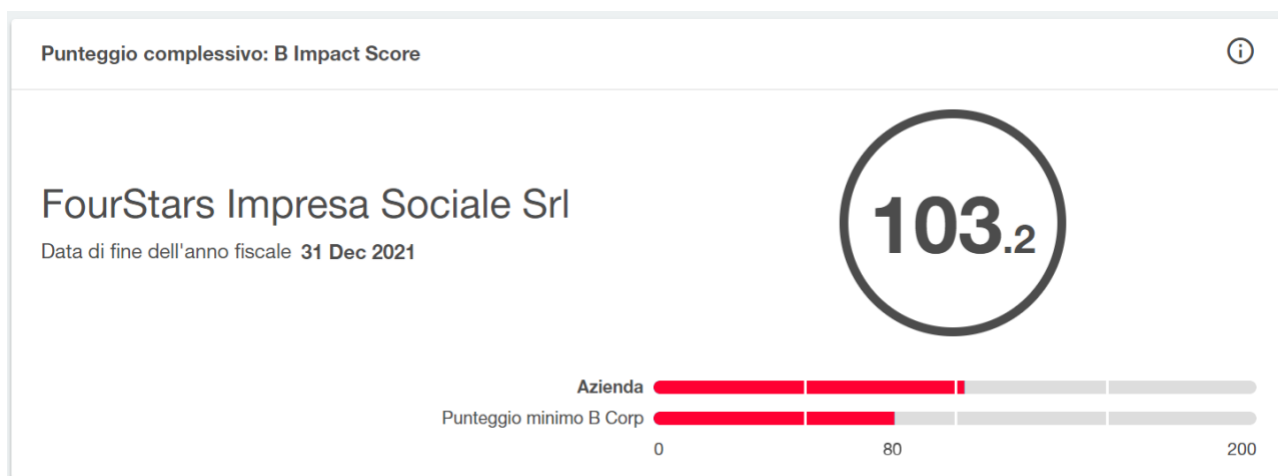 Punteggio complessivo: B Impact Score
FourStars Impresa Sociale Srl
Data di fine dell'anno fiscale 31 Dec 2021
103.2
Azienda
Punteggio minimo B Corp
0 80 200